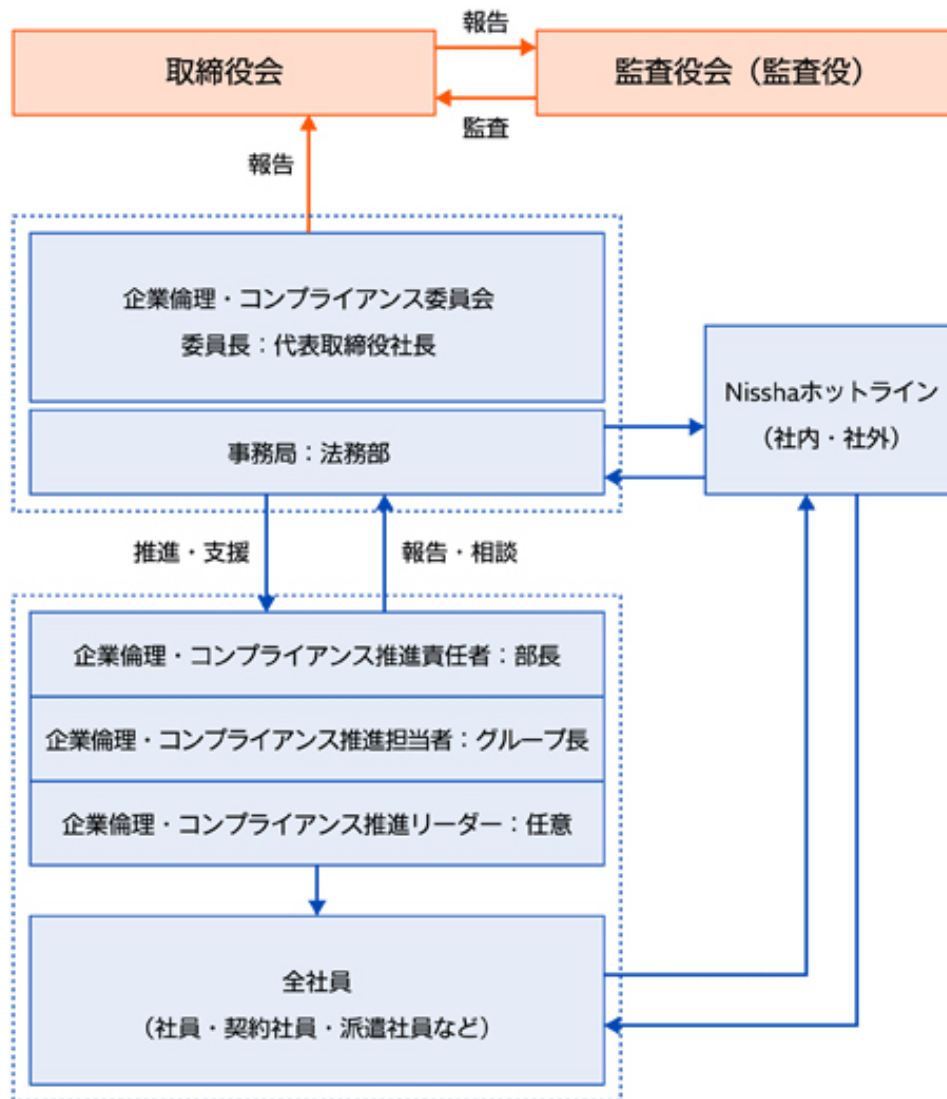 報告
取締役会
監査役会（監査役）
監査
報告
企業倫理・コンプライアンス委員会
委員長：代表取締役社長
事務局：法務部
Nisshaホットライン
（社内・社外）
推進・支援
報告・相談
企業倫理・コンプライアンス推進責任者：部長
企業倫理・コンプライアンス推進担当者：グループ長
企業倫理・コンプライアンス推進リーダー：任意
全社員
（社員・契約社員・派遣社員など）